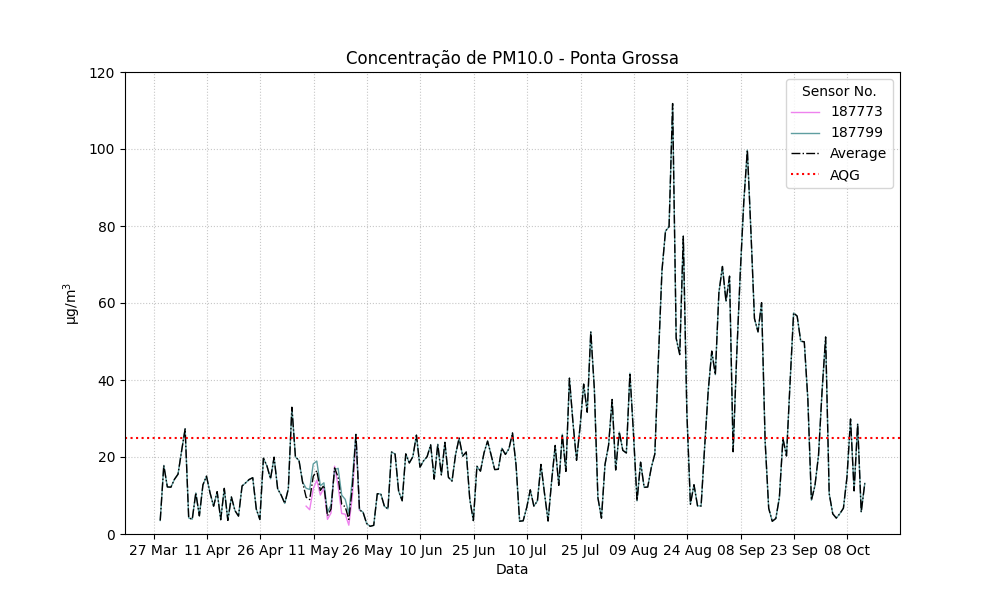 Concentração de PM10.0 - Ponta Grossa
120
100
80
60
40
20
0
µg/m³
Sensor No.
187773
187799
Average
AQG
27 Mar 11 Apr 26 Apr 11 May 26 May 10 Jun 25 Jun 10 Jul 25 Jul 09 Aug 24 Aug 08 Sep 23 Sep 08 Oct
Data